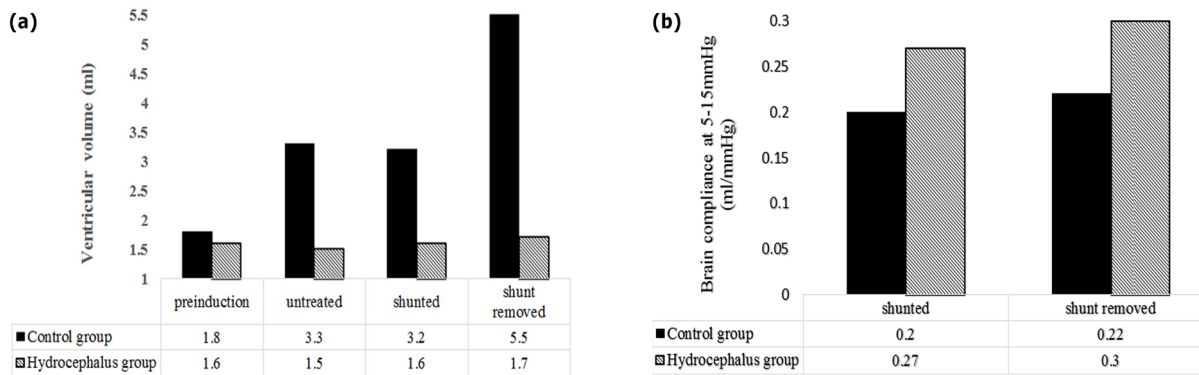 (a)
Ventricular volume (ml)
5.5
5
4.5
4
3.5
3
2.5
2
1.5
1
preinduction untreated shunted shunt removed
Control group 1.8 3.3 3.2 5.5
Hydrocephalus group 1.6 1.5 1.6 1.7
(b)
Brain compliance at 5-15mmHg
(ml/mmHg)
0.3
0.25
0.2
0.15
0.1
0.05
0
shunted shunt removed
Control group 0.2 0.22
Hydrocephalus group 0.27 0.3